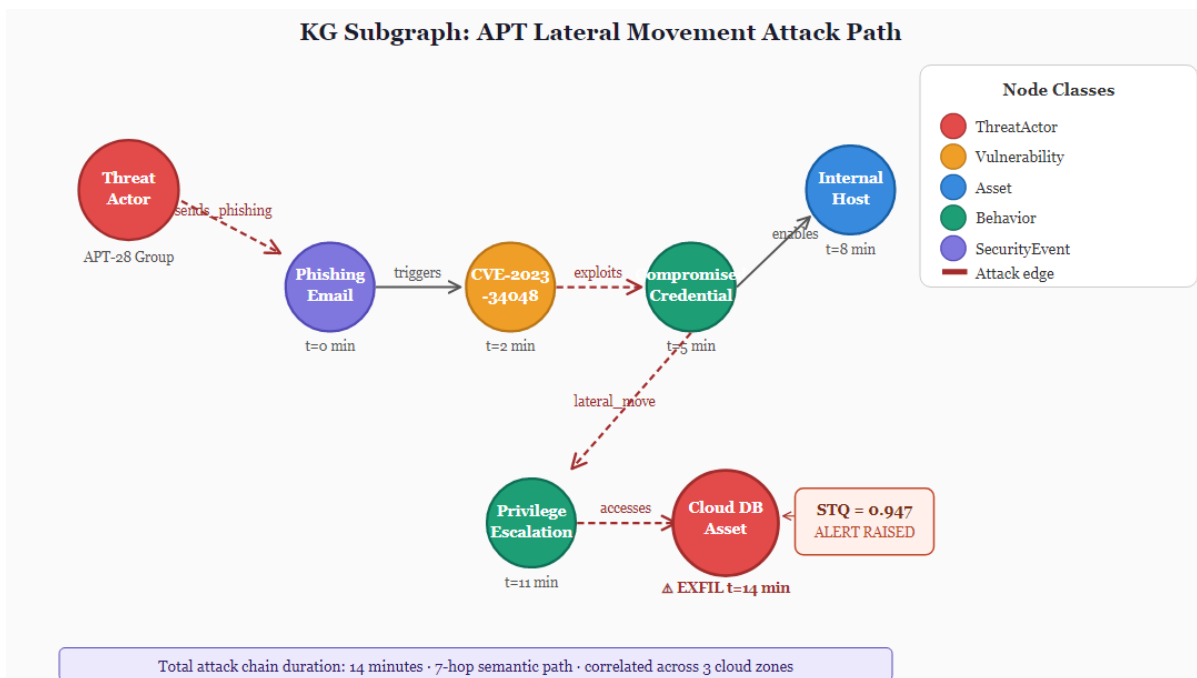 KG Subgraph: APT Lateral Movement Attack Path
Node Classes
ThreatActor
Vulnerability
Asset
Behavior
SecurityEvent
Attack edge
Threat
Actor
APT-28 Group
sends_phishing
Phishing
Email
t=0 min
triggers
CVE-2023
-34048
t=2 min
exploits
ompromise
Credential
t=5 min
enables
Internal
Host
t=8 min
lateral_move
Privilege
Escalation
t=11 min
accesses
Cloud DB
Asset
⚠ EXFIL t=14 min
STQ = 0.947
ALERT RAISED
Total attack chain duration: 14 minutes · 7-hop semantic path · correlated across 3 cloud zones